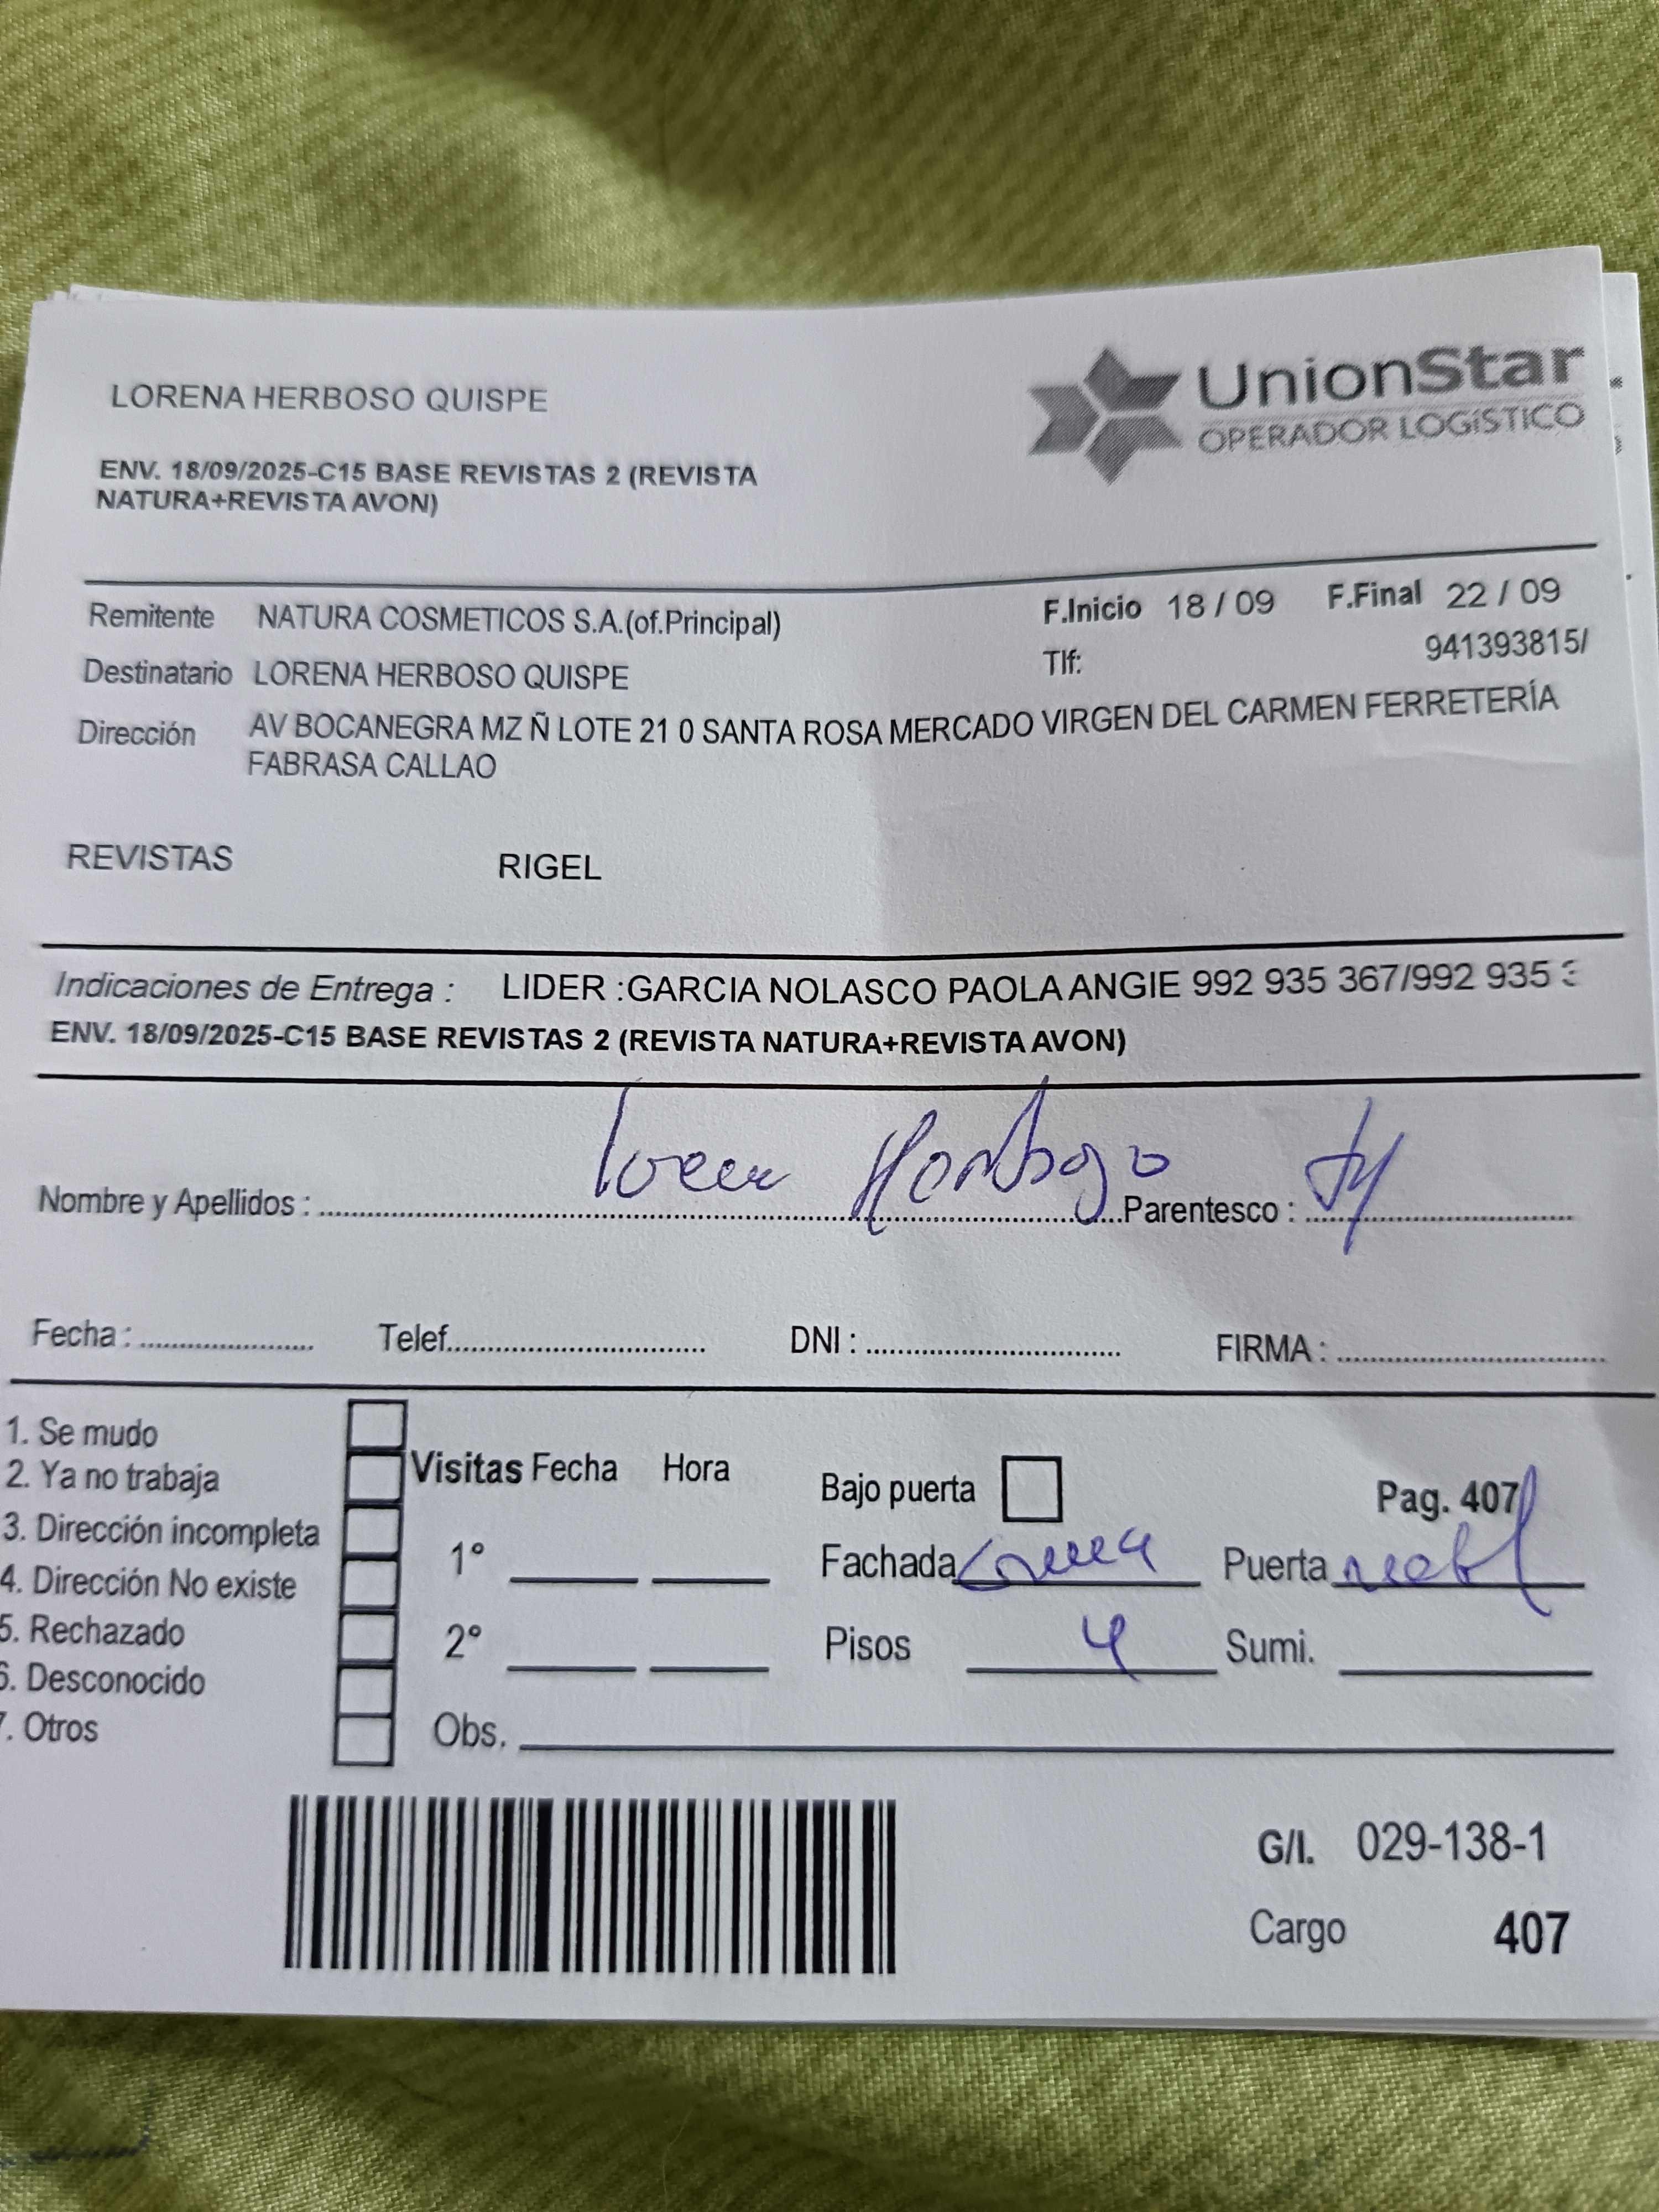 LORENA HERBOSO QUISPE
UnionStar
OPERADOR LOGÍSTICO
ENV. 18/09/2025-C15 BASE REVISTAS 2 (REVISTA
NATURA+REVISTA AVON)
Remitente NATURA COSMETICOS S.A.(of.Principal) F.Inicio 18 / 09 F.Final 22 / 09
Destinatario LORENA HERBOSO QUISPE Tlf: 941393815/
Dirección AV BOCANEGRA MZ Ñ LOTE 21 0 SANTA ROSA MERCADO VIRGEN DEL CARMEN FERRETERÍA
FABRASA CALLAO
REVISTAS RIGEL
Indicaciones de Entrega : LIDER :GARCIA NOLASCO PAOLA ANGIE 992 935 367/992 935 3
ENV. 18/09/2025-C15 BASE REVISTAS 2 (REVISTA NATURA+REVISTA AVON)
Nombre y Apellidos : Parentesco :
Fecha : Telef. DNI : FIRMA :
1. Se mudo
2. Ya no trabaja
3. Dirección incompleta
4. Dirección No existe
5. Rechazado
6. Desconocido
7. Otros
Visitas Fecha Hora
1°
2°
Obs.
Bajo puerta Pag. 407
Fachada Puerta
Pisos 4 Sumi.
G/I. 029-138-1
Cargo 407